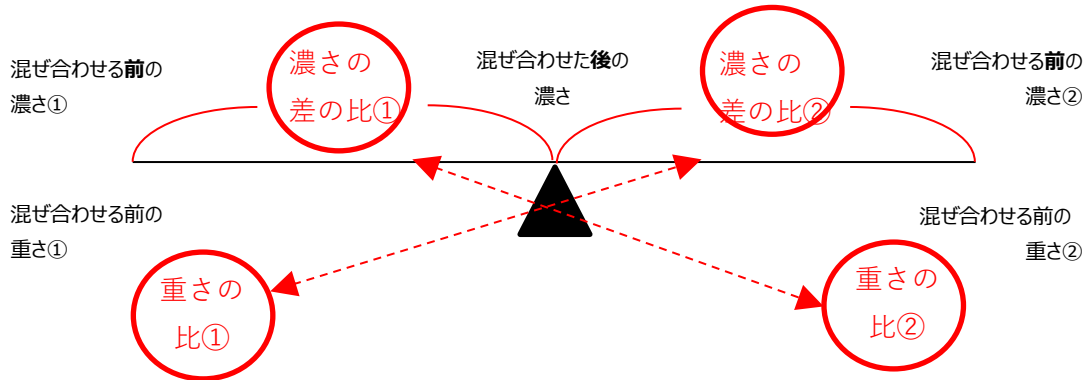 混ぜ合わせる前の
濃さ①
濃さの
差の比①
混ぜ合わせた後の
濃さ
濃さの
差の比②
混ぜ合わせる前の
濃さ②
混ぜ合わせる前の
重さ①
混ぜ合わせる前の
重さ②
重さの
比①
重さの
比②